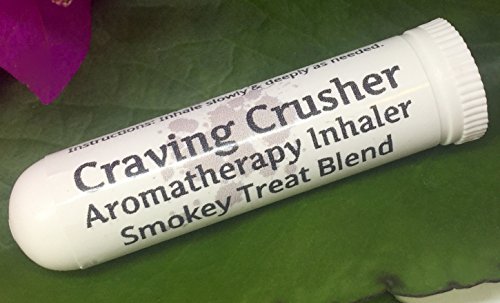 Instructions: Inhale slowly & deeply as needed.
Craving Crusher
Aromatherapy Inhaler
Smokey Treat Blend